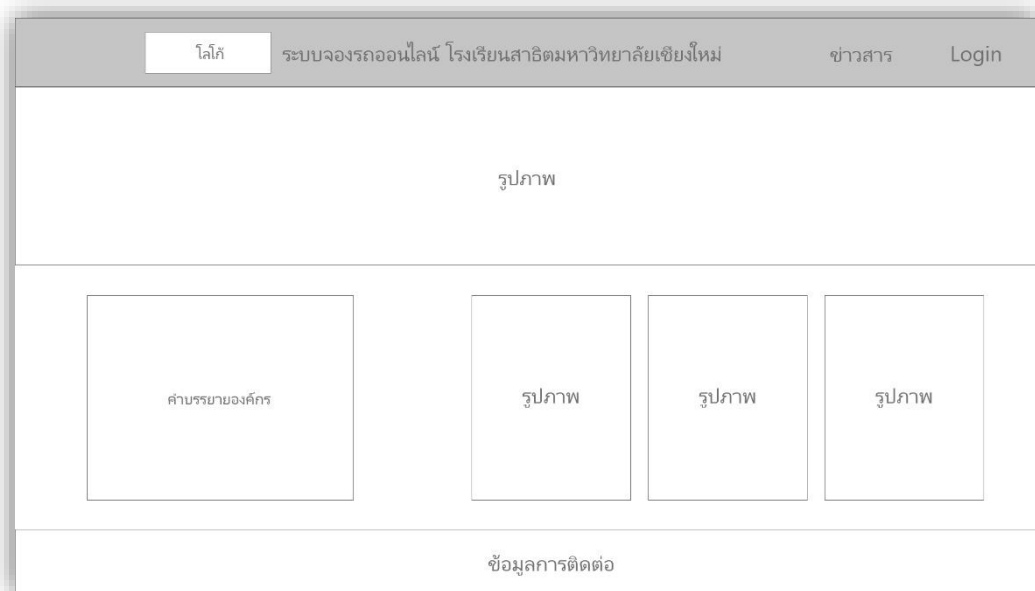 โลโก้ ระบบจองรถออนไลน์ โรงเรียนสาธิตมหาวิทยาลัยเชียงใหม่ ข่าวสาร Login
รูปภาพ
คำบรรยายองค์กร รูปภาพ รูปภาพ รูปภาพ
ข้อมูลการติดต่อ